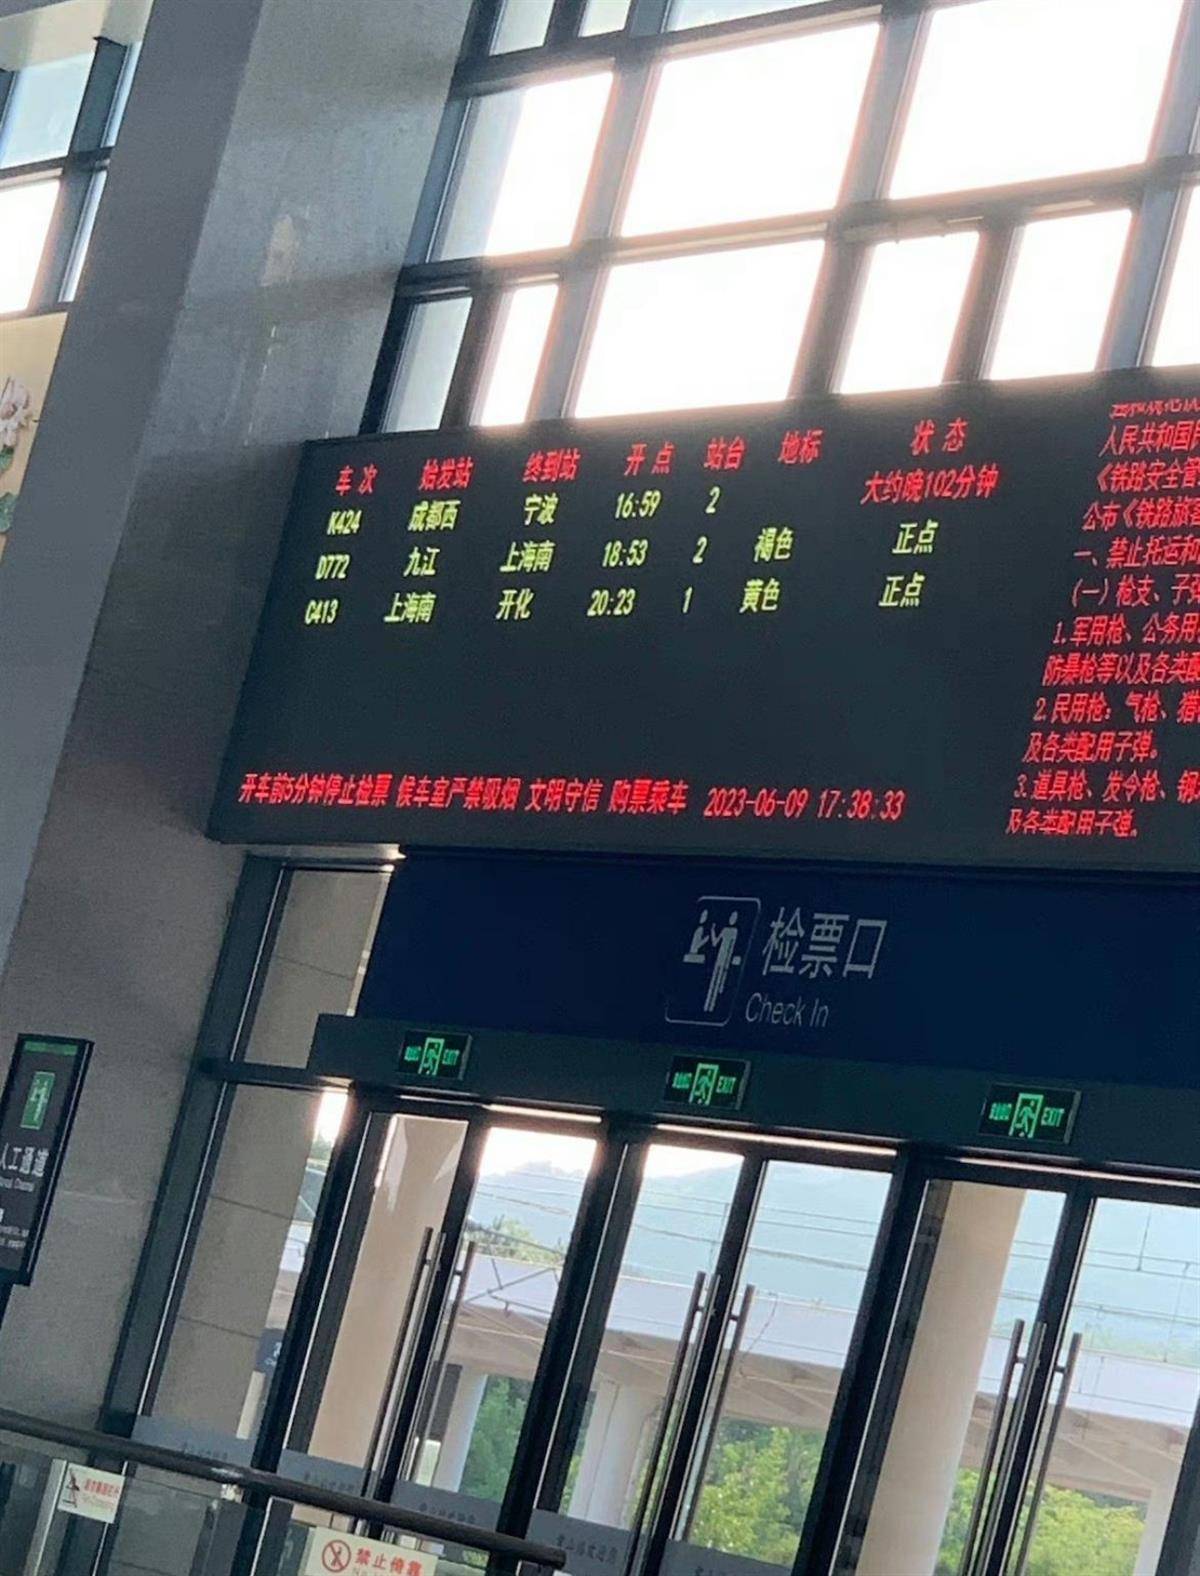 车次 始发站 终到站 开点 站台 地标 状态
K424 成都西 宁波 16:59 2 大约晚102分钟
D772 九江 上海南 18:53 2 褐色 正点
C413 上海南 开化 20:23 1 黄色 正点
开车前5分钟停止检票 候车室严禁吸烟 文明守信 购票乘车 2023-06-09 17:38:33
人民共和国
《铁路安全管
公布《铁路旅
一、禁止托运和
(一)枪支、子弹
1.军用枪、公务用
防暴枪等以及各类配
2.民用枪：气枪、猎
及各类配用子弹。
3.道具枪、发令枪、钢
及各类配用子弹。
检票口
Check In
EXIT
EXIT
EXIT
人工通道
禁止倚靠